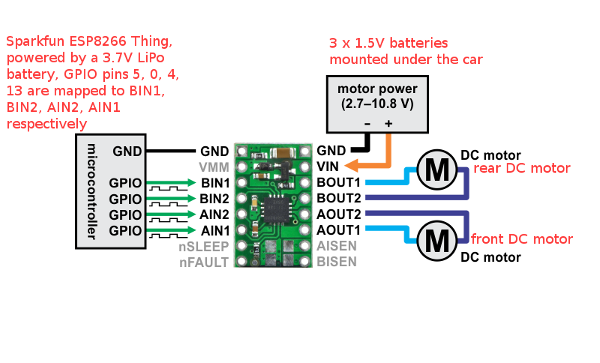 Sparkfun ESP8266 Thing,
powered by a 3.7V LiPo
battery, GPIO pins 5, 0, 4,
13 are mapped to BIN1,
BIN2, AIN2, AIN1
respectively
3 x 1.5V batteries
mounted under the car
motor power
(2.7–10.8 V)
– +
microcontroller
GND
GPIO
GPIO
GPIO
GPIO
GND
VMM
BIN1
BIN2
AIN2
AIN1
nSLEEP
nFAULT
GND
VIN
BOUT1
BOUT2
AOUT2
AOUT1
AISEN
BISEN
M
DC motor
rear DC motor
M
front DC motor
DC motor